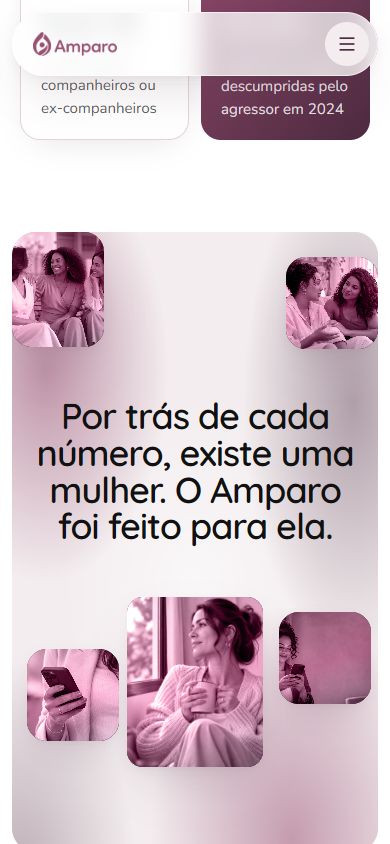 Amparo
companheiros ou
ex-companheiros
descumpridas pelo
agressor em 2024
Por trás de cada
número, existe uma
mulher. O Amparo
foi feito para ela.